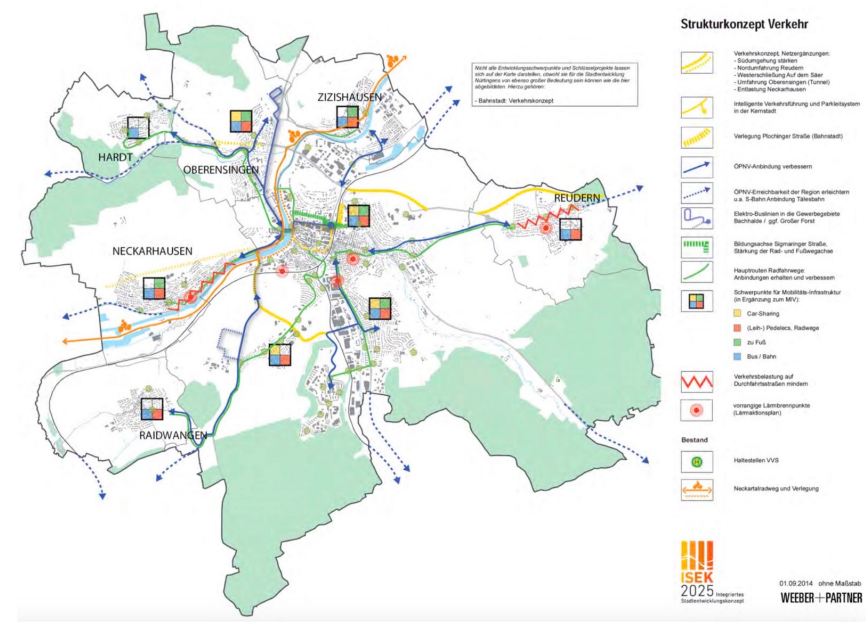 Strukturkonzept Verkehr
Nicht alle Entwicklungsschwerpunkte und Schlüsselprojekte lassen
sich auf der Karte darstellen, obwohl sie für die Stadtentwicklung
Nürtingens von ebenso großer Bedeutung sein können wie die hier
abgebildeten. Hierzu gehören:
- Bahnstadt: Verkehrskonzept
ZIZISHAUSEN
HARDT
OBERENSINGEN
REUDERN
NECKARHAUSEN
RAIDWANGEN
Verkehrskonzept, Netzergänzungen:
- Südumgehung stärken
- Nordumfahrung Reudern
- Westerschließung Auf dem Säer
- Umfahrung Oberensingen (Tunnel)
- Entlastung Neckarhausen
Intelligente Verkehrsführung und Parkleitsystem
in der Kernstadt
Verlegung Plochinger Straße (Bahnstadt)
ÖPNV-Anbindung verbessern
ÖPNV-Erreichbarkeit der Region erleichtern
u.a. S-Bahn Anbindung Tälesbahn
Elektro-Buslinien in die Gewerbegebiete
Bachhalde / ggf. Großer Forst
Bildungsachse Sigmaringer Straße,
Stärkung der Rad- und Fußwegachse
Hauptrouten Radfahrwege:
Anbindungen erhalten und verbessern
Schwerpunkte für Mobilitäts-Infrastruktur
(in Ergänzung zum MIV):
Car-Sharing
(Leih-) Pedelecs, Radwege
zu Fuß
Bus / Bahn
Verkehrsbelastung auf
Durchfahrtsstraßen mindern
vorrangige Lärmbrennpunkte
(Lärmaktionsplan)
Bestand
H
Haltestellen VVS
Neckartalradweg und Verlegung
ISEK
2025 Integriertes
Stadtentwicklungskonzept
01.09.2014 ohne Maßstab
WEEBER+PARTNER